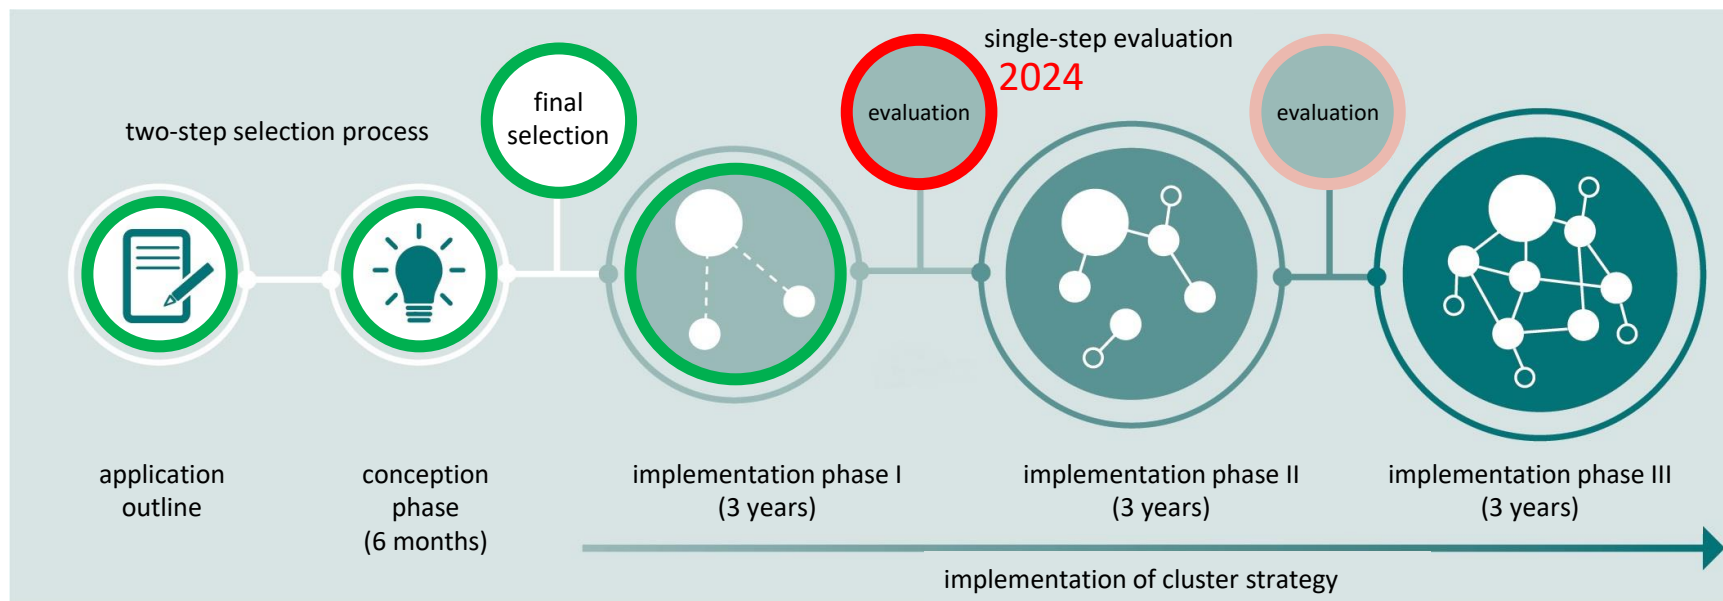 two-step selection process
final
selection
evaluation
single-step evaluation
2024
evaluation
application
outline
conception
phase
(6 months)
implementation phase I
(3 years)
implementation phase II
(3 years)
implementation phase III
(3 years)
implementation of cluster strategy